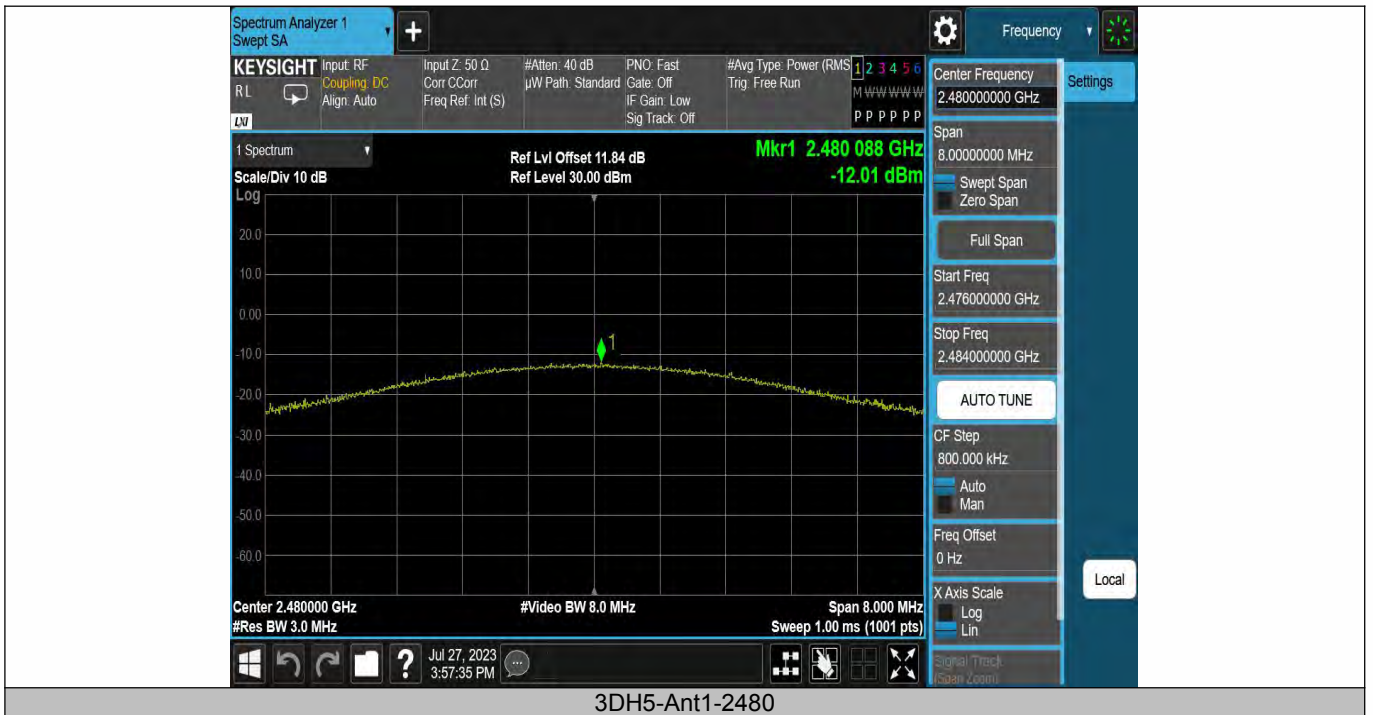 Spectrum Analyzer 1
Swept SA
+
Frequency
KEYSIGHT
RL
LXI
Input: RF
Coupling: DC
Align: Auto
Input Z: 50 Ω
Corr CCorr
Freq Ref: Int (S)
#Atten: 40 dB
µW Path: Standard
PNO: Fast
Gate: Off
IF Gain: Low
Sig Track: Off
#Avg Type: Power (RMS
Trig: Free Run
1 2 3 4 5 6
M W W W W W
P P P P P P
1 Spectrum
Scale/Div 10 dB
Log
Ref Lvl Offset 11.84 dB
Ref Level 30.00 dBm
Mkr1 2.480 088 GHz
-12.01 dBm
20.0
10.0
0.00
-10.0
-20.0
-30.0
-40.0
-50.0
-60.0
1
Center 2.480000 GHz
#Res BW 3.0 MHz
#Video BW 8.0 MHz
Span 8.000 MHz
Sweep 1.00 ms (1001 pts)
Center Frequency
2.480000000 GHz
Settings
Span
8.00000000 MHz
Swept Span
Zero Span
Full Span
Start Freq
2.476000000 GHz
Stop Freq
2.484000000 GHz
AUTO TUNE
CF Step
800.000 kHz
Auto
Man
Freq Offset
0 Hz
X Axis Scale
Log
Lin
Signal Track
(Span Zoom)
Local
?
Jul 27, 2023
3:57:35 PM
3DH5-Ant1-2480